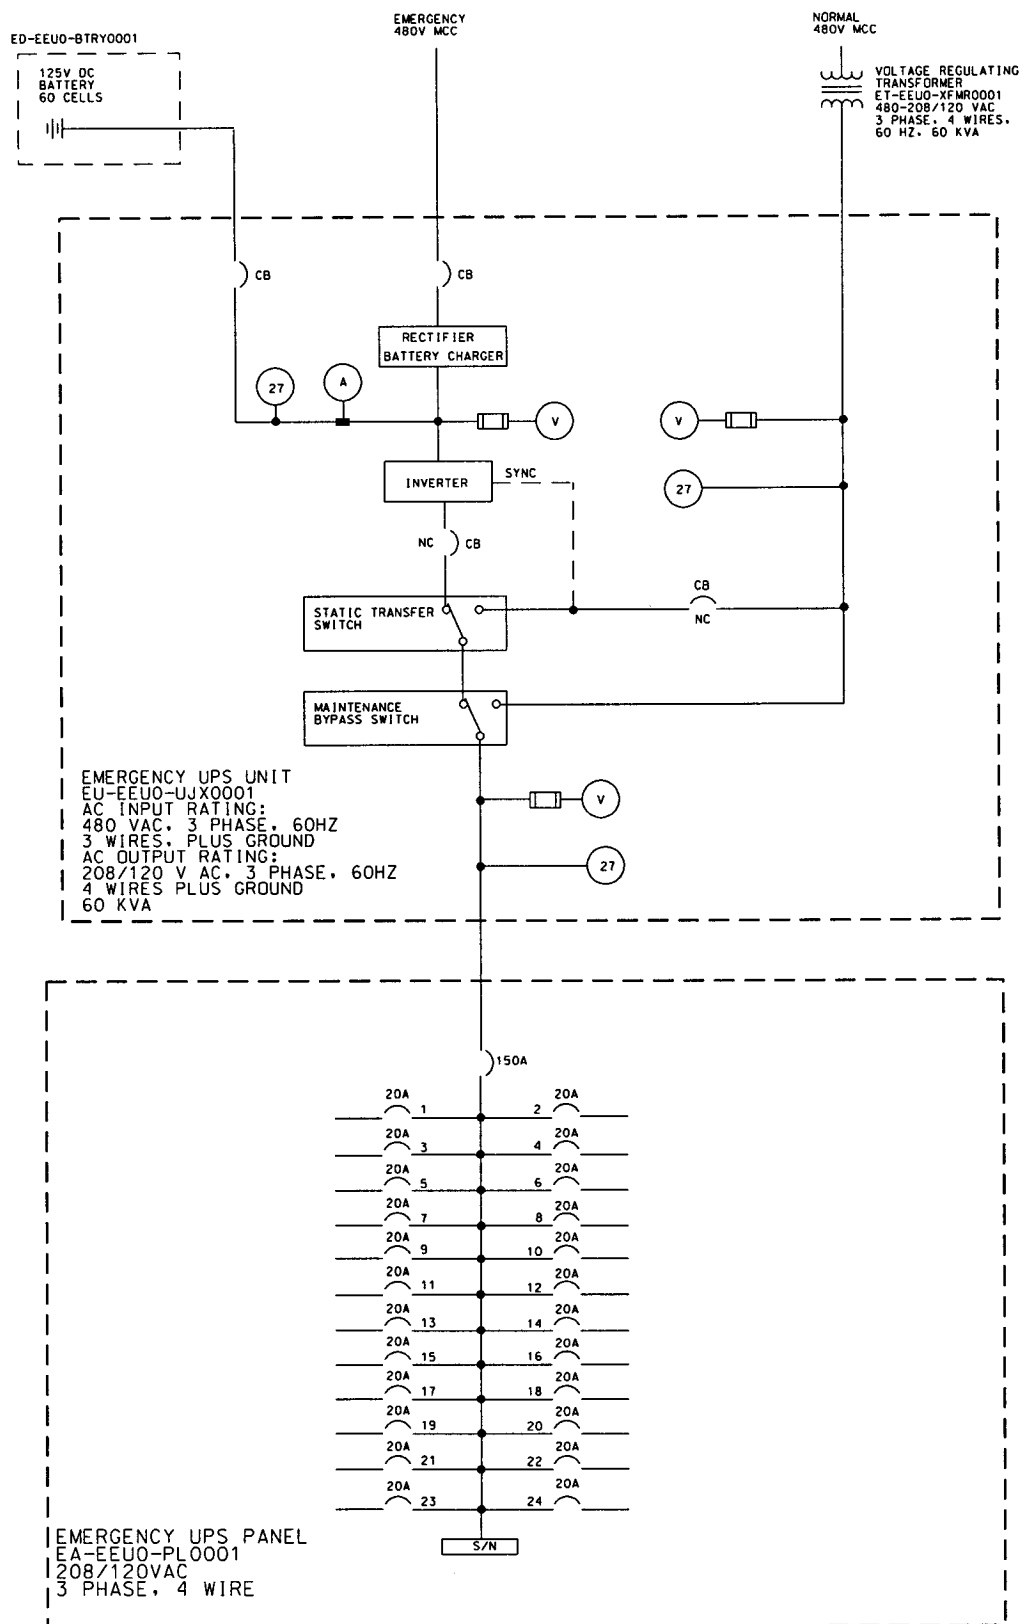 EMERGENCY
480V MCC
NORMAL
480V MCC
ED-EEUO-BTRY0001
125V DC
BATTERY
60 CELLS
VOLTAGE REGULATING
TRANSFORMER
ET-EEUO-XFMR0001
480-208/120 VAC
3 PHASE, 4 WIRES,
60 HZ, 60 KVA
CB
CB
RECTIFIER
BATTERY CHARGER
27
A
V
V
INVERTER
SYNC
27
NC
CB
CB
NC
STATIC TRANSFER
SWITCH
MAINTENANCE
BYPASS SWITCH
EMERGENCY UPS UNIT
EU-EEUO-UJX0001
AC INPUT RATING:
480 VAC, 3 PHASE, 60HZ
3 WIRES, PLUS GROUND
AC OUTPUT RATING:
208/120 V AC, 3 PHASE, 60HZ
4 WIRES PLUS GROUND
60 KVA
V
27
150A
20A 20A
1 2
20A 20A
3 4
20A 20A
5 6
20A 20A
7 8
20A 20A
9 10
20A 20A
11 12
20A 20A
13 14
20A 20A
15 16
20A 20A
17 18
20A 20A
19 20
20A 20A
21 22
20A 20A
23 24
S/N
EMERGENCY UPS PANEL
EA-EEUO-PL0001
208/120VAC
3 PHASE, 4 WIRE